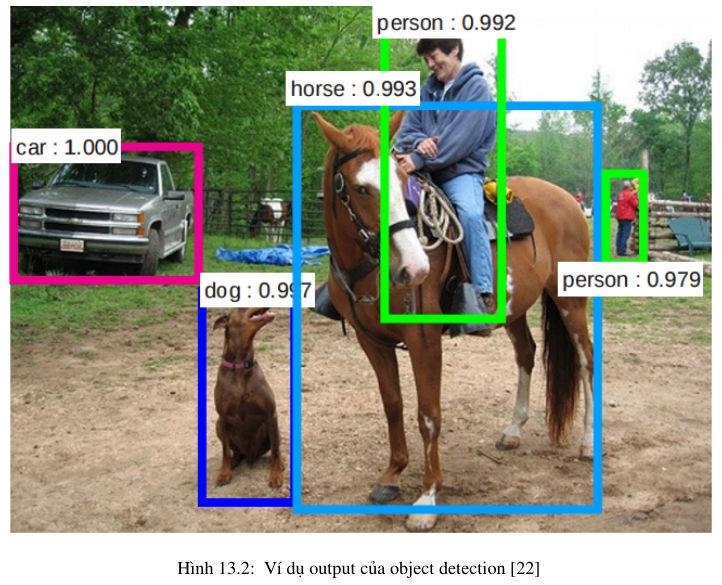 person : 0.992
horse : 0.993
car : 1.000
person : 0.979
dog : 0.997
Hình 13.2: Ví dụ output của object detection [22]